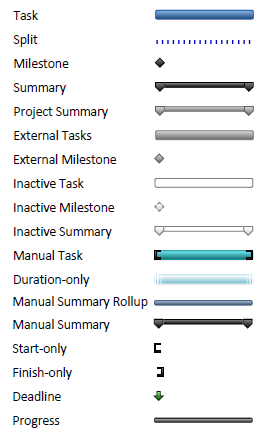 Task
Split
Milestone
Summary
Project Summary
External Tasks
External Milestone
Inactive Task
Inactive Milestone
Inactive Summary
Manual Task
Duration-only
Manual Summary Rollup
Manual Summary
Start-only
Finish-only
Deadline
Progress